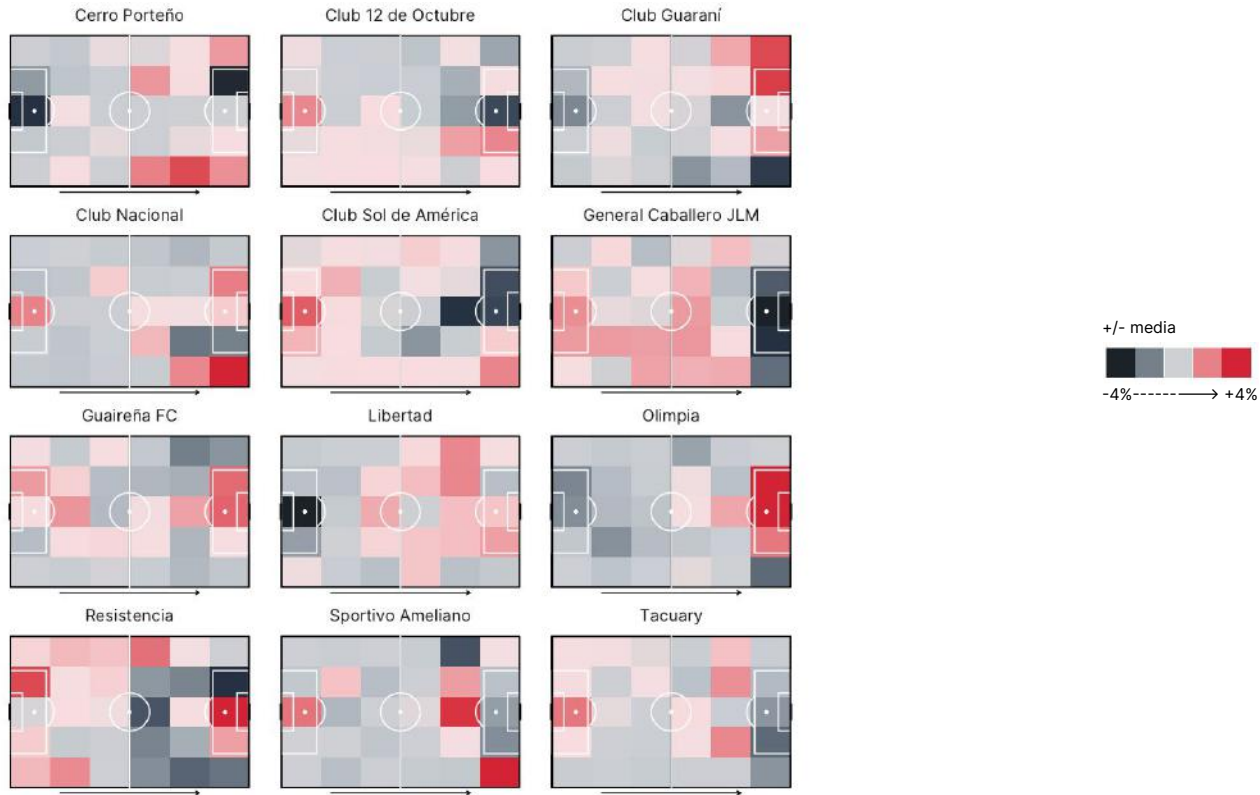 Cerro Porteño
Club 12 de Octubre
Club Guaraní
Club Nacional
Club Sol de América
General Caballero JLM
+/- media
-4%-------→ +4%
Guaireña FC
Libertad
Olimpia
Resistencia
Sportivo Ameliano
Tacuary